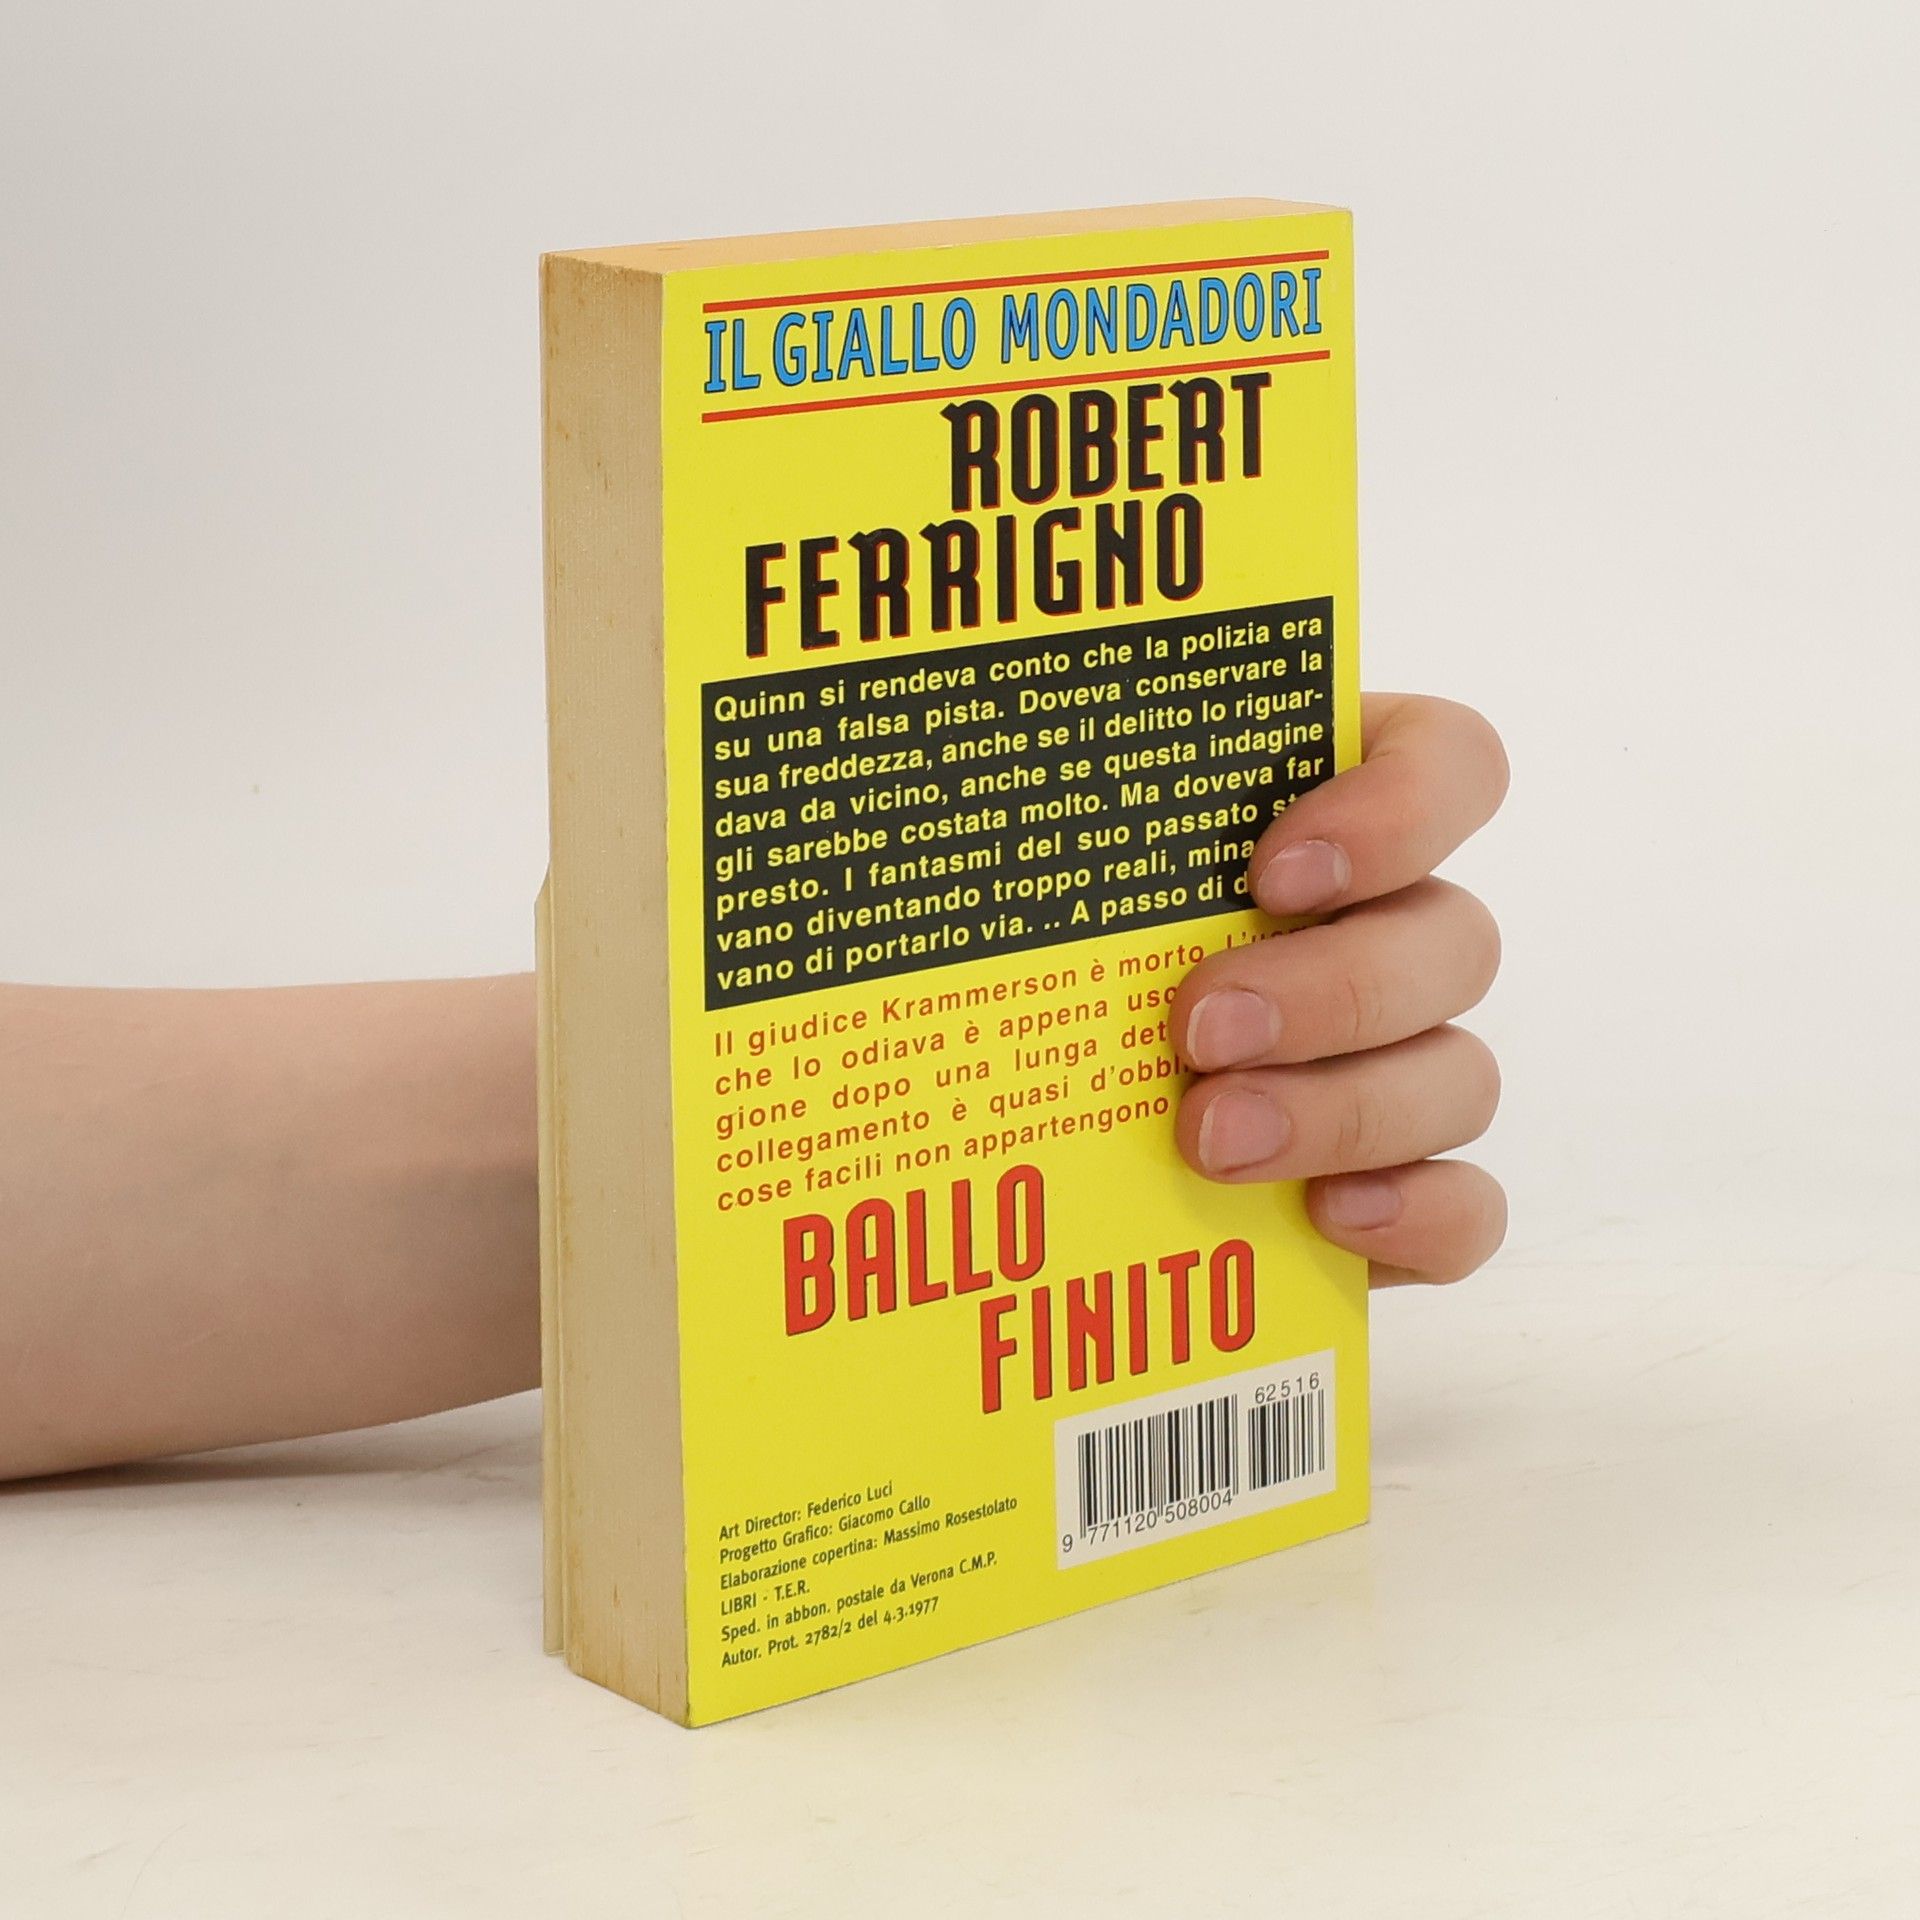 IL GIALLO MONDADORI
ROBERT
FERRIGNO
Quinn si rendeva conto che la polizia era
su una falsa pista. Doveva conservare la
sua freddezza, anche se il delitto lo riguar-
dava da vicino, anche se questa indagine
gli sarebbe costata molto. Ma doveva far
presto. I fantasmi del suo passato
vano diventando troppo reali,
vano di portarlo via. .. A passo di
Il giudice Krammerson è morto.
che lo odiava è appena
gione dopo una lunga
collegamento è quasi
cose facili non appartengono
BALLO
FINITO
62516
9 771120 508004
Art Director: Federico Luci
Progetto Grafico: Giacomo Callo
Elaborazione copertina: Massimo Rosestolato
LIBRI - T.E.R.
Sped. in abbon. postale da Verona C.M.P.
Autor. Prot. 2782/2 del 4.3.1977